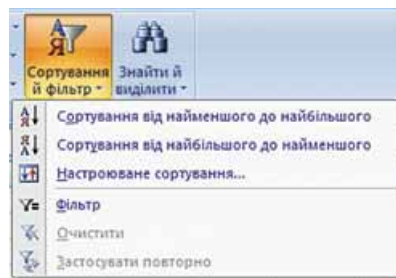 Сортування й фільтр
Знайти й виділити
Сортування від найменшого до найбільшого
Сортування від найбільшого до найменшого
Настроюване сортування...
Фільтр
Очистити
Застосувати повторно